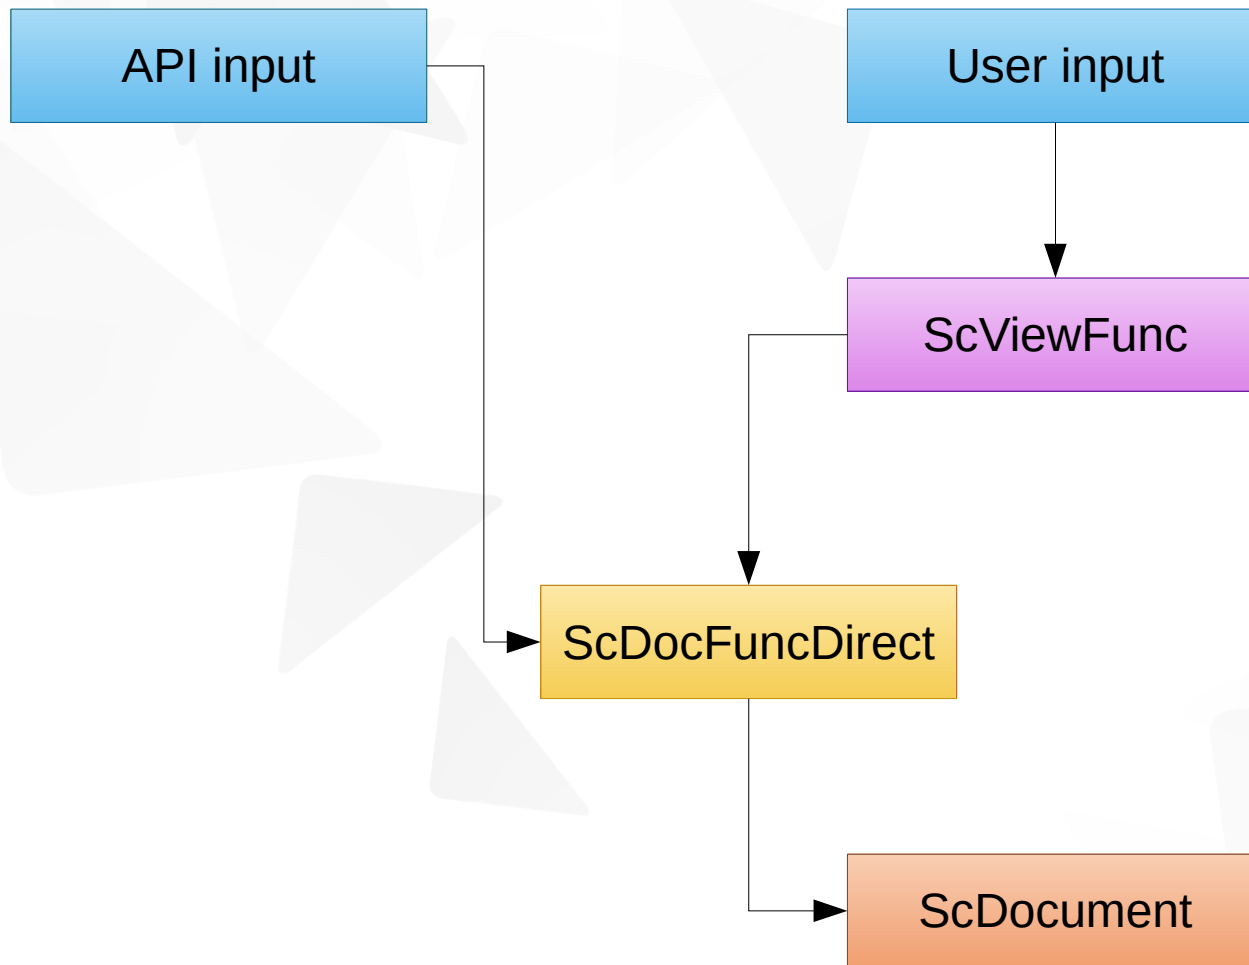 API input
User input
ScViewFunc
ScDocFuncDirect
ScDocument